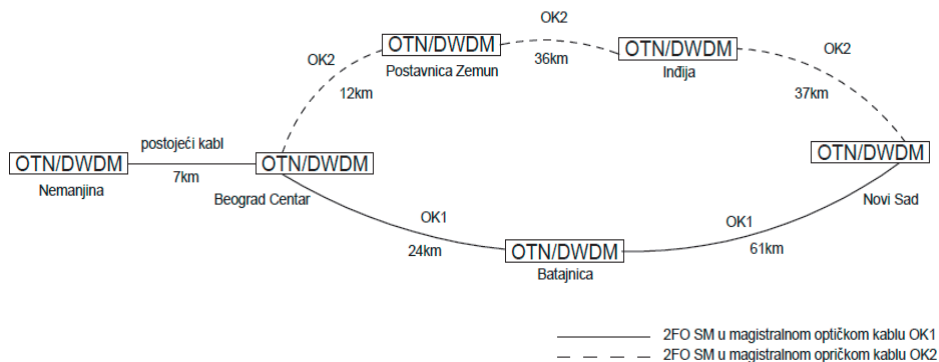 OK2
OTN/DWDM
Postavnica Zemun
OK2
36km
OTN/DWDM
Inđija
OK2
37km
OK2
12km
postojeći kabl
OTN/DWDM
7km
Nemanjina
OTN/DWDM
Beograd Centar
OTN/DWDM
Novi Sad
OK1
24km
OTN/DWDM
Batajnica
OK1
61km
2FO SM u magistralnom optičkom kablu OK1
2FO SM u magistralnom opričkom kablu OK2